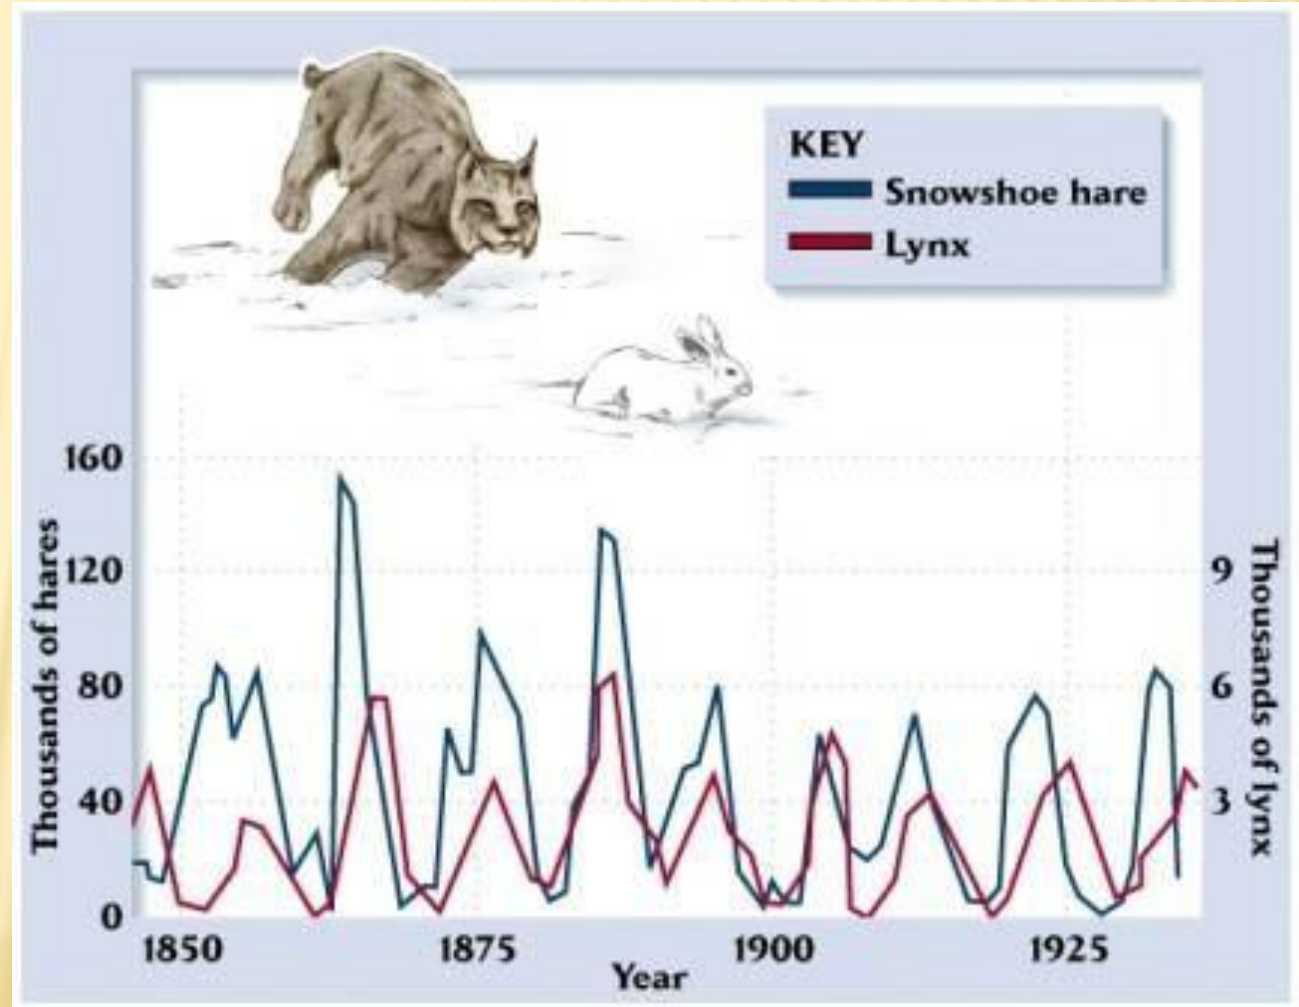 KEY
Snowshoe hare
Lynx
Thousands of hares
160
120
80
40
0
9
6
3
Thousands of lynx
1850 1875 1900 1925
Year